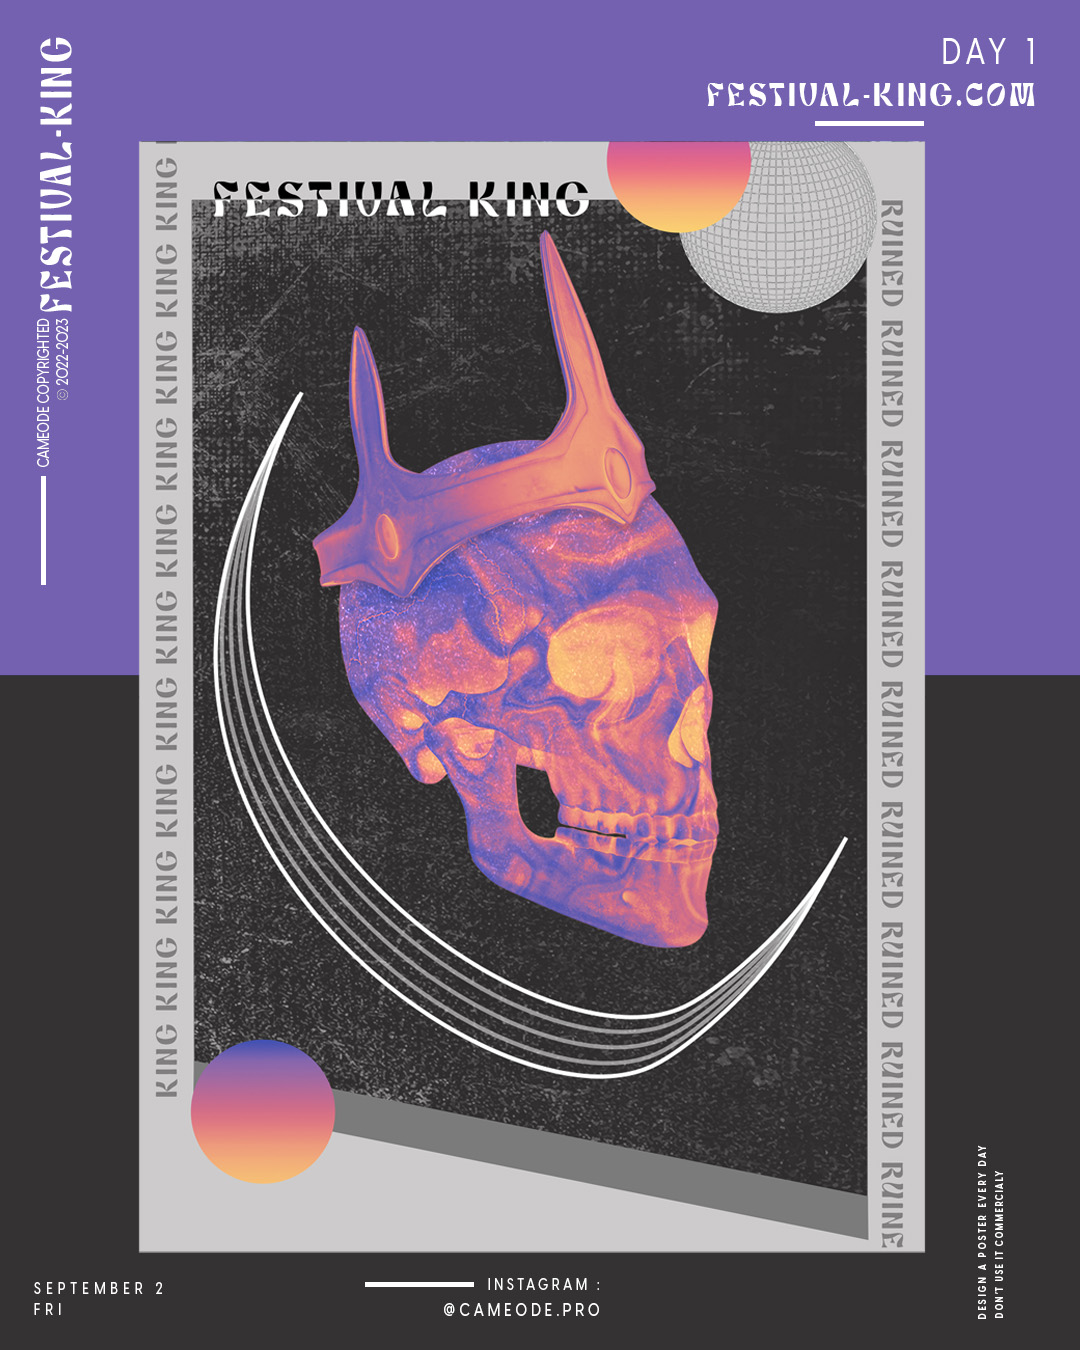 FESTIVAL-KING
CAMEODE COPYRIGHTED
© 2022-2023
DAY 1
FESTIVAL-KING.COM
FESTIVAL KING
KING KING KING KING KING KING KING KING KING KING KING
RUINED RUINED RUINED RUINED RUINED RUINED RUINED RUINED RUINE
SEPTEMBER 2
FRI
INSTAGRAM :
@CAMEODE.PRO
DESIGN A POSTER EVERY DAY
DON'T USE IT COMMERCIALY